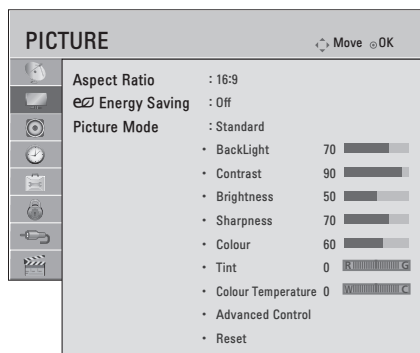 PICTURE Move OK
Aspect Ratio : 16:9
Energy Saving : Off
Picture Mode : Standard
• BackLight 70
• Contrast 90
• Brightness 50
• Sharpness 70
• Colour 60
• Tint 0 R G
• Colour Temperature 0 W C
• Advanced Control
• Reset